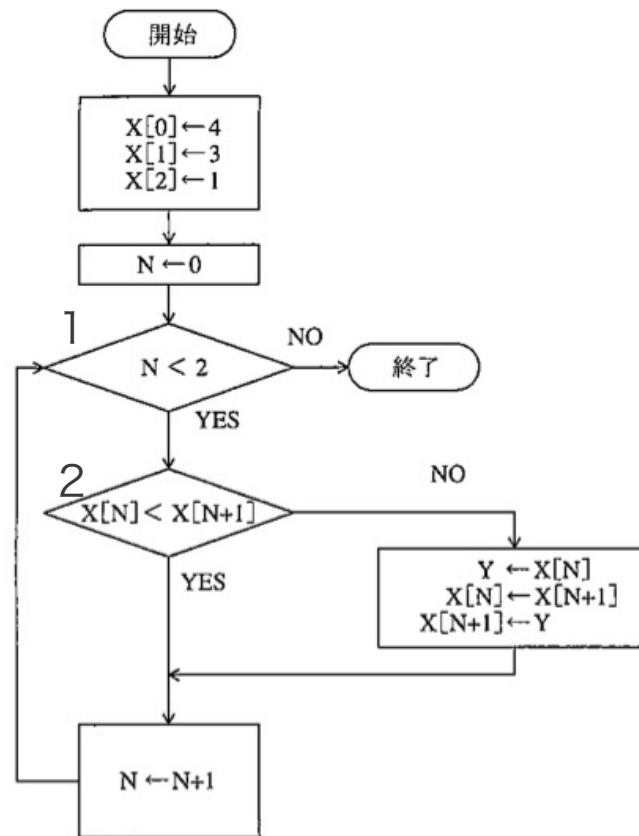 開始
X[0]←4
X[1]←3
X[2]←1
N←0
1
N < 2
NO
終了
YES
2
X[N] < X[N+1]
NO
YES
Y ←X[N]
X[N]←X[N+1]
X[N+1]←Y
N←N+1